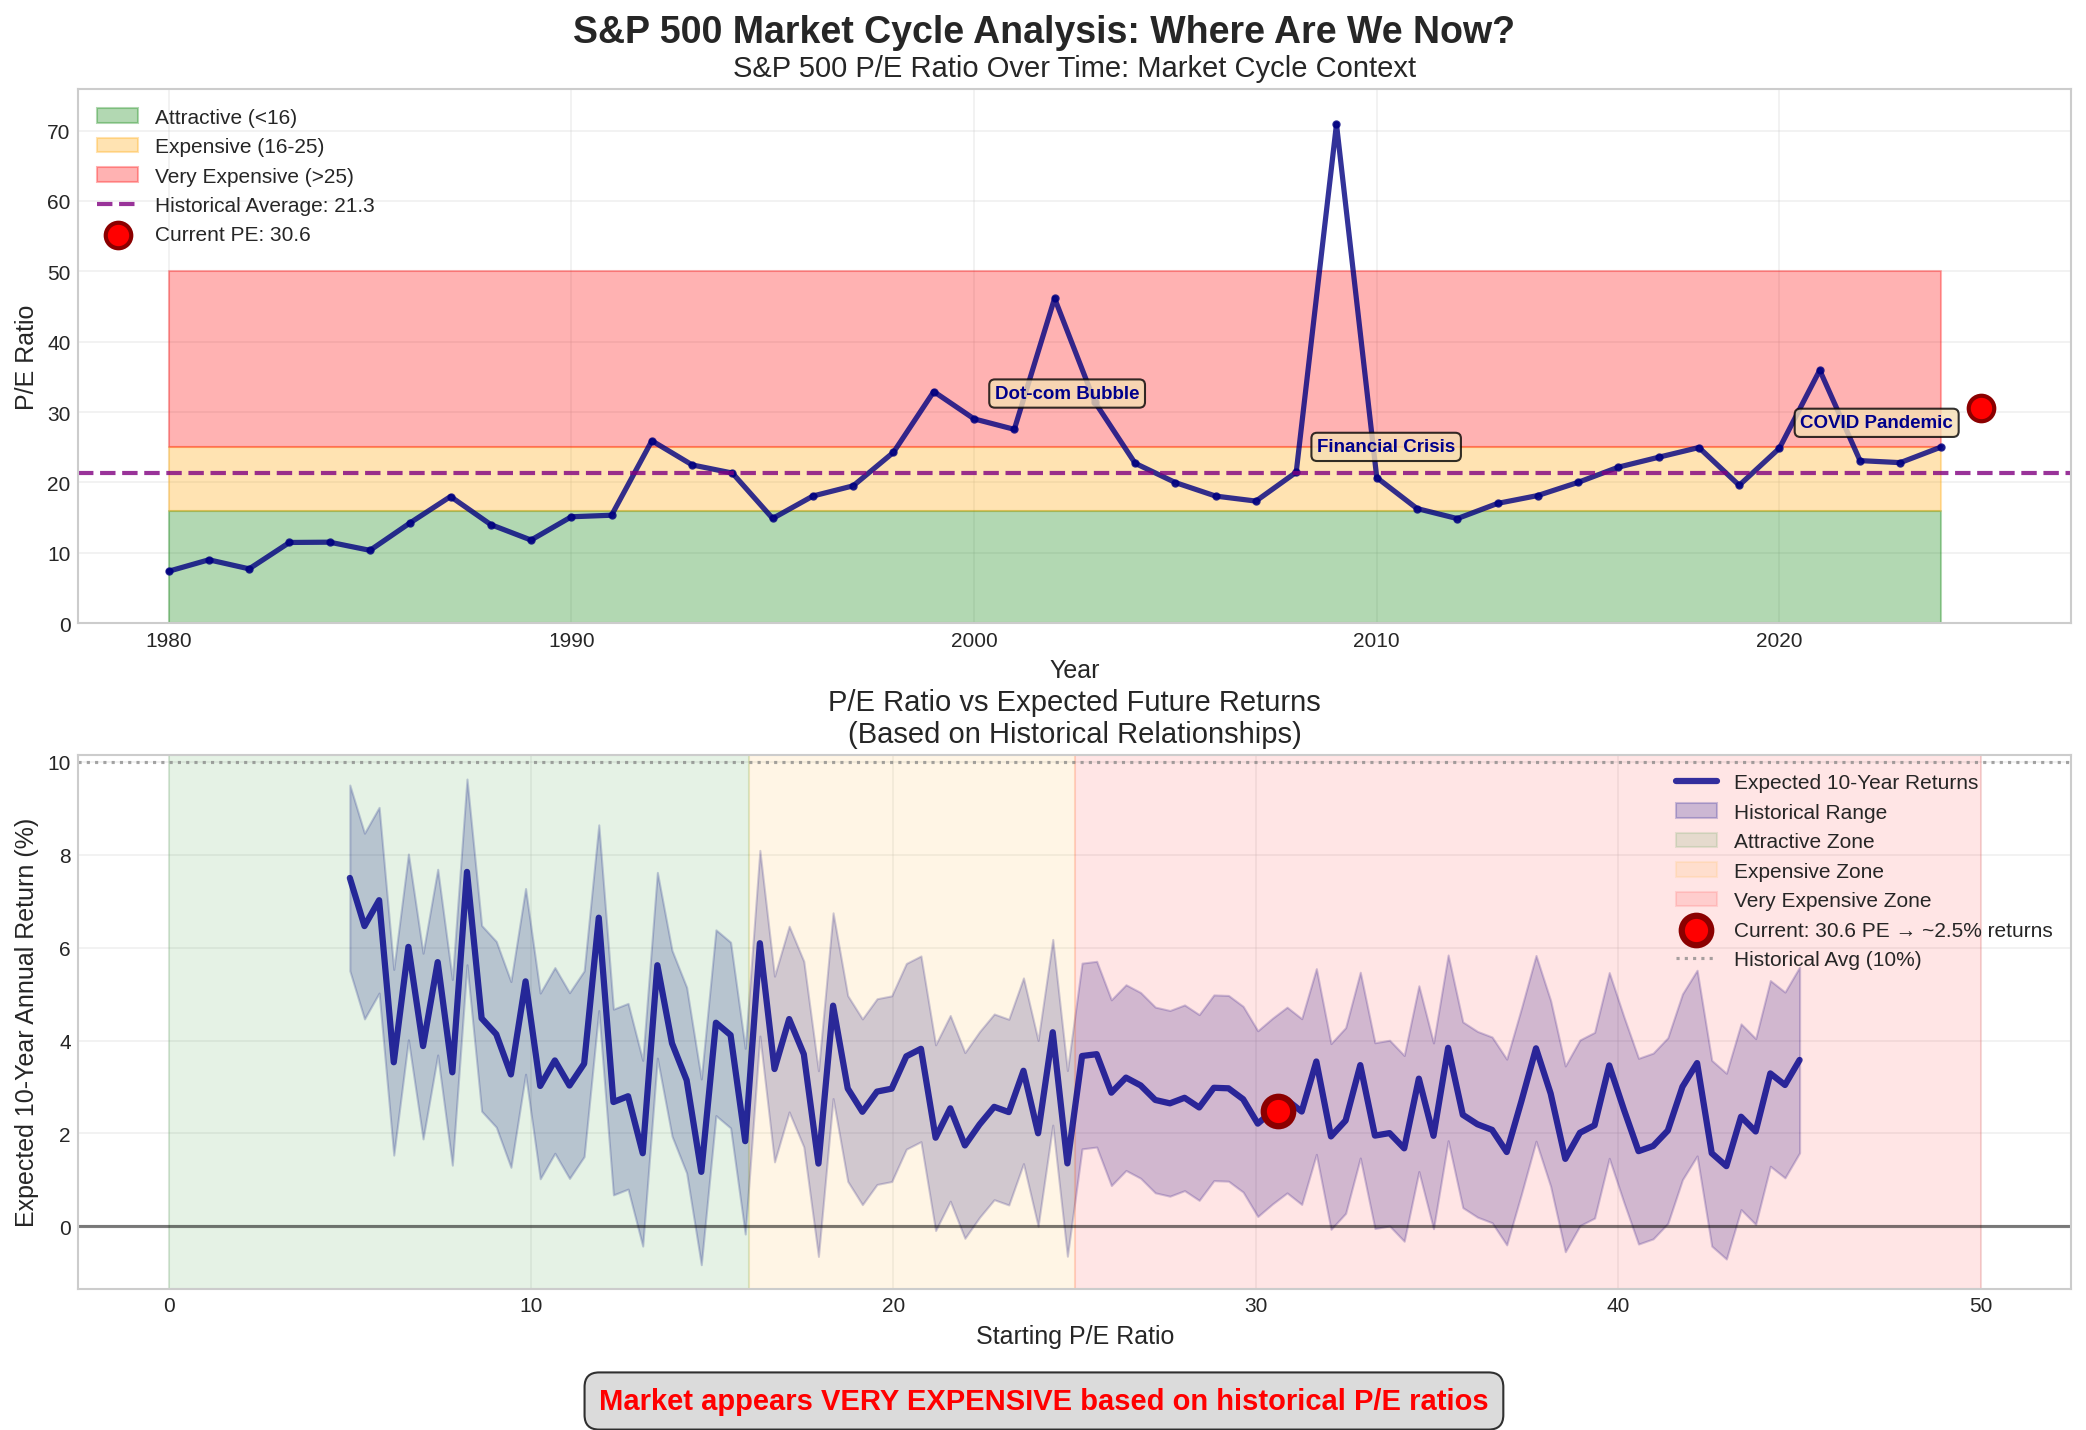 S&P 500 Market Cycle Analysis: Where Are We Now?
S&P 500 P/E Ratio Over Time: Market Cycle Context
Attractive (<16)
Expensive (16-25)
Very Expensive (>25)
Historical Average: 21.3
Current PE: 30.6
P/E Ratio
70
60
50
40
30
20
10
0
Dot-com Bubble
Financial Crisis
COVID Pandemic
1980
1990
2000
2010
2020
Year
P/E Ratio vs Expected Future Returns
(Based on Historical Relationships)
Expected 10-Year Annual Return (%)
10
8
6
4
2
0
Expected 10-Year Returns
Historical Range
Attractive Zone
Expensive Zone
Very Expensive Zone
Current: 30.6 PE → ~2.5% returns
Historical Avg (10%)
0
10
20
30
40
50
Starting P/E Ratio
Market appears VERY EXPENSIVE based on historical P/E ratios